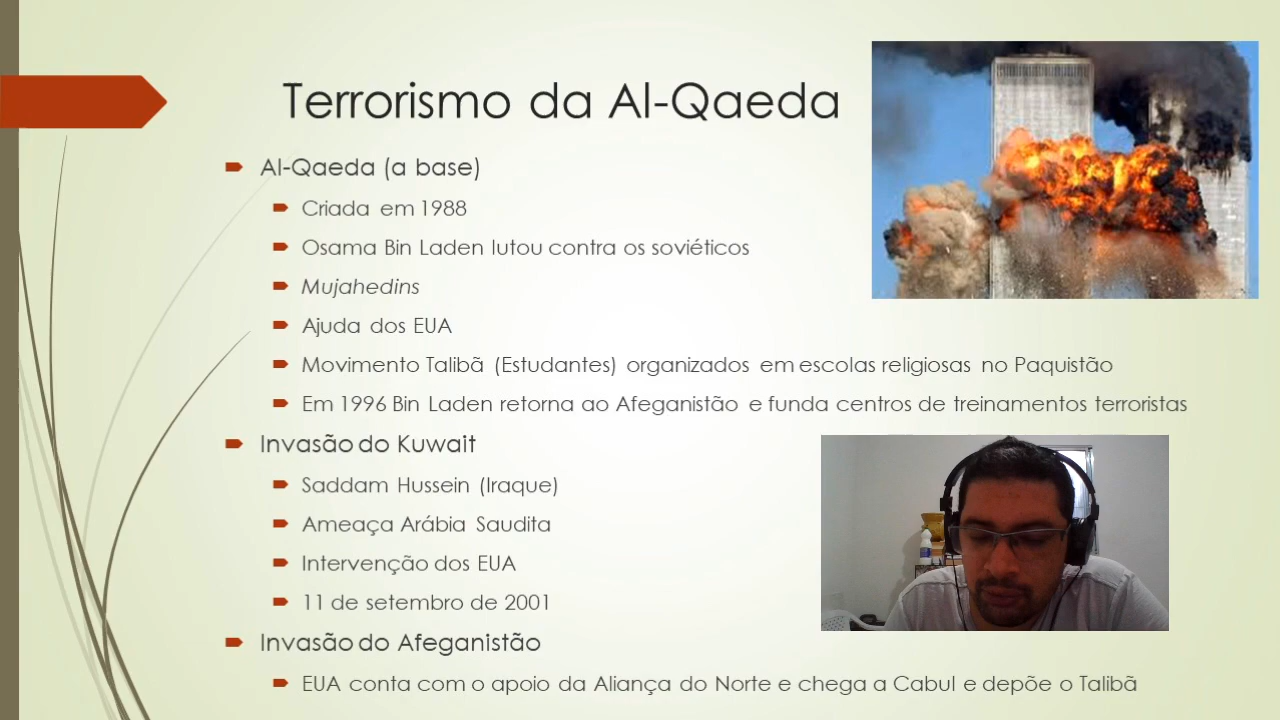 Terrorismo da Al-Qaeda
Al-Qaeda (a base)
Criada em 1988
Osama Bin Laden lutou contra os soviéticos
Mujahedins
Ajuda dos EUA
Movimento Talibã (Estudantes) organizados em escolas religiosas no Paquistão
Em 1996 Bin Laden retorna ao Afeganistão e funda centros de treinamentos terroristas
Invasão do Kuwait
Saddam Hussein (Iraque)
Ameaça Arábia Saudita
Intervenção dos EUA
11 de setembro de 2001
Invasão do Afeganistão
EUA conta com o apoio da Aliança do Norte e chega a Cabul e depõe o Talibã